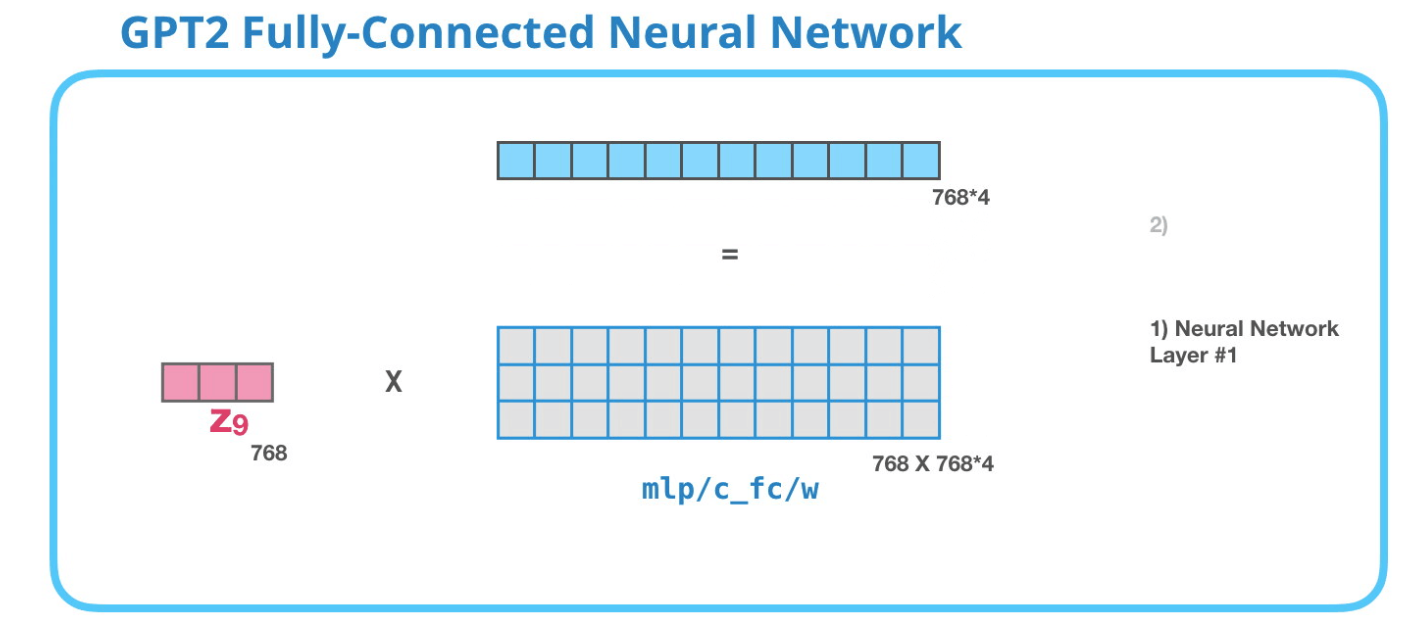 GPT2 Fully-Connected Neural Network
768*4
2)
=
1) Neural Network
Layer #1
X
Z9
768
768 X 768*4
mlp/c_fc/w